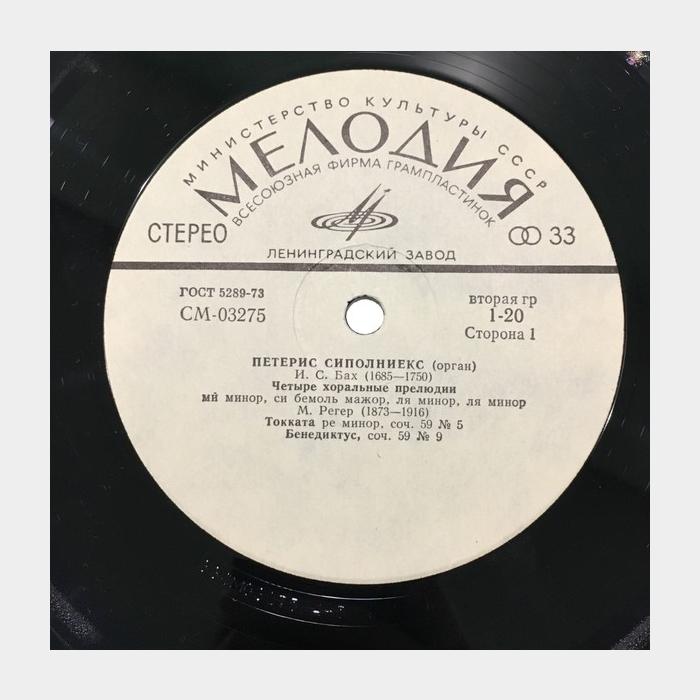 МИНИСТЕРСТВО КУЛЬТУРЫ СССР
МЕЛОДИЯ
ВСЕСОЮЗНАЯ ФИРМА ГРАМПЛАСТИНОК
СТЕРЕО
33
ЛЕНИНГРАДСКИЙ ЗАВОД
ГОСТ 5289-73
СМ-03275
вторая гр
1-20
Сторона 1
ПЕТЕРИС СИПОЛНИЕКС (орган)
И. С. Бах (1685—1750)
Четыре хоральные прелюдии
ми минор, си бемоль мажор, ля минор, ля минор
М. Регер (1873—1916)
Токката ре минор, соч. 59 № 5
Бенедиктус, соч. 59 № 9